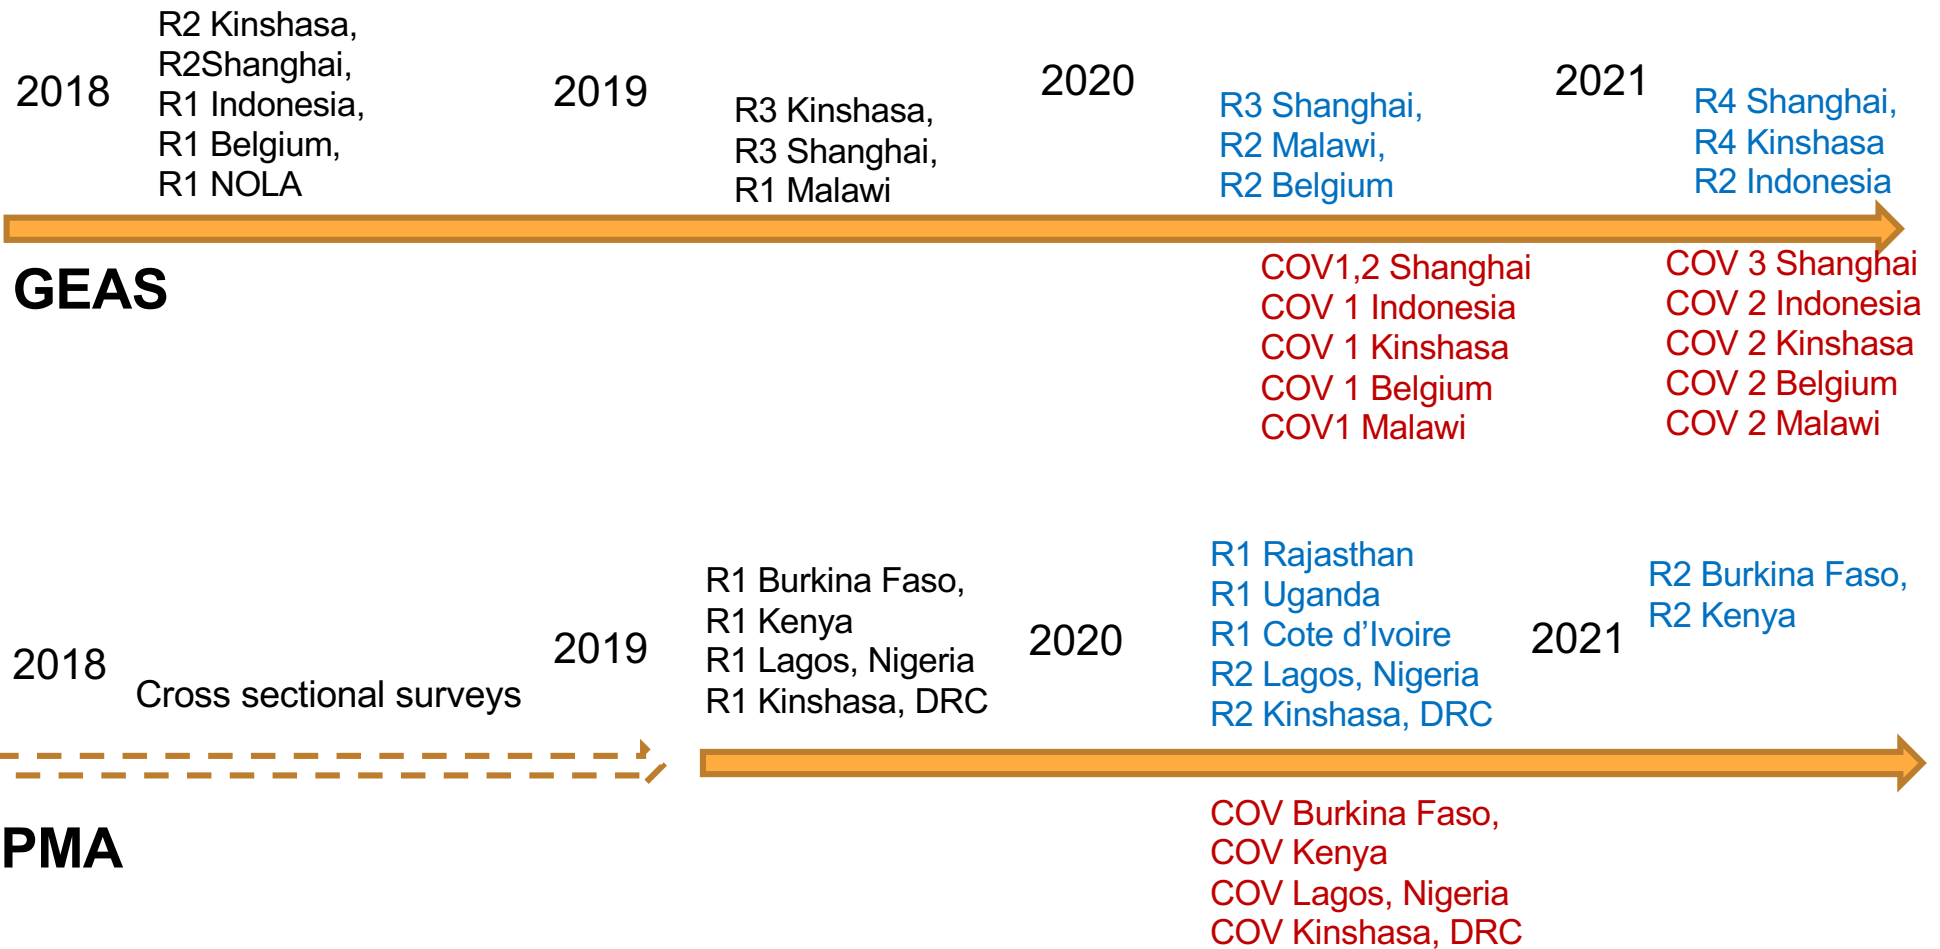 2018
R2 Kinshasa,
R2Shanghai,
R1 Indonesia,
R1 Belgium,
R1 NOLA
2019
R3 Kinshasa,
R3 Shanghai,
R1 Malawi
2020
R3 Shanghai,
R2 Malawi,
R2 Belgium
2021
R4 Shanghai,
R4 Kinshasa
R2 Indonesia
GEAS
COV1,2 Shanghai
COV 1 Indonesia
COV 1 Kinshasa
COV 1 Belgium
COV1 Malawi
COV 3 Shanghai
COV 2 Indonesia
COV 2 Kinshasa
COV 2 Belgium
COV 2 Malawi
2018
Cross sectional surveys
2019
R1 Burkina Faso,
R1 Kenya
R1 Lagos, Nigeria
R1 Kinshasa, DRC
2020
R1 Rajasthan
R1 Uganda
R1 Cote d’Ivoire
R2 Lagos, Nigeria
R2 Kinshasa, DRC
2021
R2 Burkina Faso,
R2 Kenya
PMA
COV Burkina Faso,
COV Kenya
COV Lagos, Nigeria
COV Kinshasa, DRC